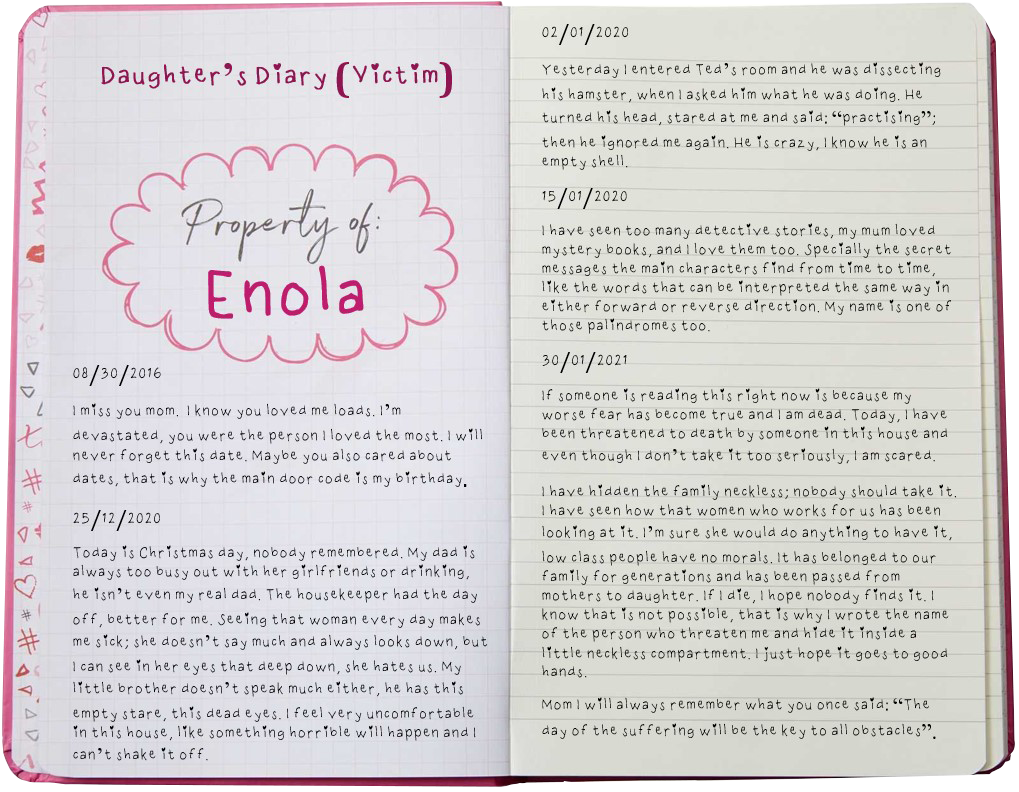 Daughter's Diary (Victim)
Property of:
Enola
08/30/2016
I miss you mom. I know you loved me loads. I'm
devastated, you were the person I loved the most. I will
never forget this date. Maybe you also cared about
dates, that is why the main door code is my birthday.
25/12/2020
Today is Christmas day, nobody remembered. My dad is
always too busy out with her girlfriends or drinking,
he isn't even my real dad. The housekeeper had the day
off, better for me. Seeing that woman every day makes
me sick; she doesn't say much and always looks down, but
I can see in her eyes that deep down, she hates us. My
little brother doesn't speak much either, he has this
empty stare, this dead eyes. I feel very uncomfortable
in this house, like something horrible will happen and I
can't shake it off.
02/01/2020
Yesterday I entered Ted's room and he was dissecting
his hamster, when I asked him what he was doing. He
turned his head, stared at me and said: "practising";
then he ignored me again. He is crazy, I know he is an
empty shell.
15/01/2020
I have seen too many detective stories, my mum loved
mystery books, and I love them too. Specially the secret
messages the main characters find from time to time,
like the words that can be interpreted the same way in
either forward or reverse direction. My name is one of
those palindromes too.
30/01/2021
If someone is reading this right now is because my
worse fear has become true and I am dead. Today, I have
been threatened to death by someone in this house and
even though I don't take it too seriously, I am scared.
I have hidden the family neckless; nobody should take it.
I have seen how that women who works for us has been
looking at it. I'm sure she would do anything to have it,
low class people have no morals. It has belonged to our
family for generations and has been passed from
mothers to daughter. If I die, I hope nobody finds it. I
know that is not possible, that is why I wrote the name
of the person who threaten me and hide it inside a
little neckless compartment. I just hope it goes to good
hands.
Mom I will always remember what you once said: "The
day of the suffering will be the key to all obstacles".